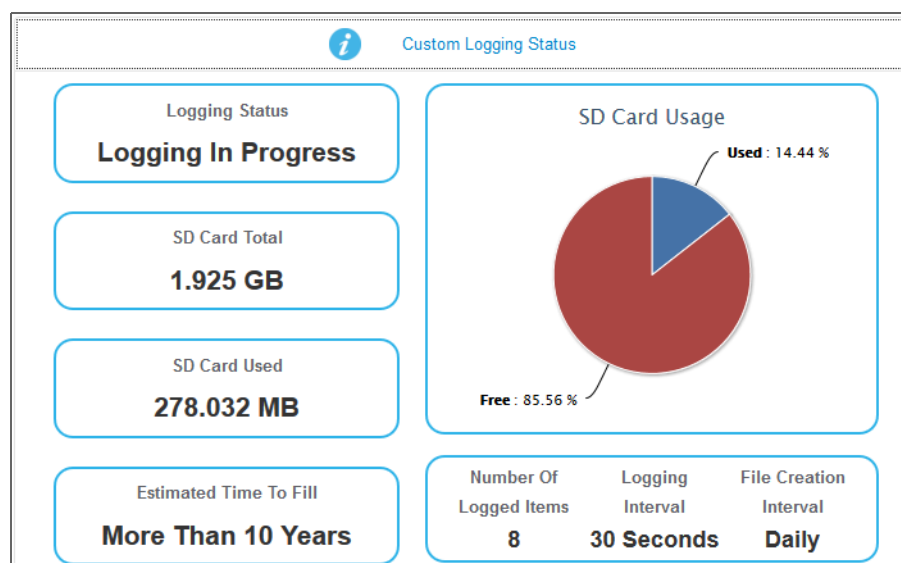 i Custom Logging Status
Logging Status
Logging In Progress
SD Card Total
1.925 GB
SD Card Used
278.032 MB
Estimated Time To Fill
More Than 10 Years
SD Card Usage
Used : 14.44 %
Free : 85.56 %
Number Of
Logged Items
8
Logging
Interval
30 Seconds
File Creation
Interval
Daily